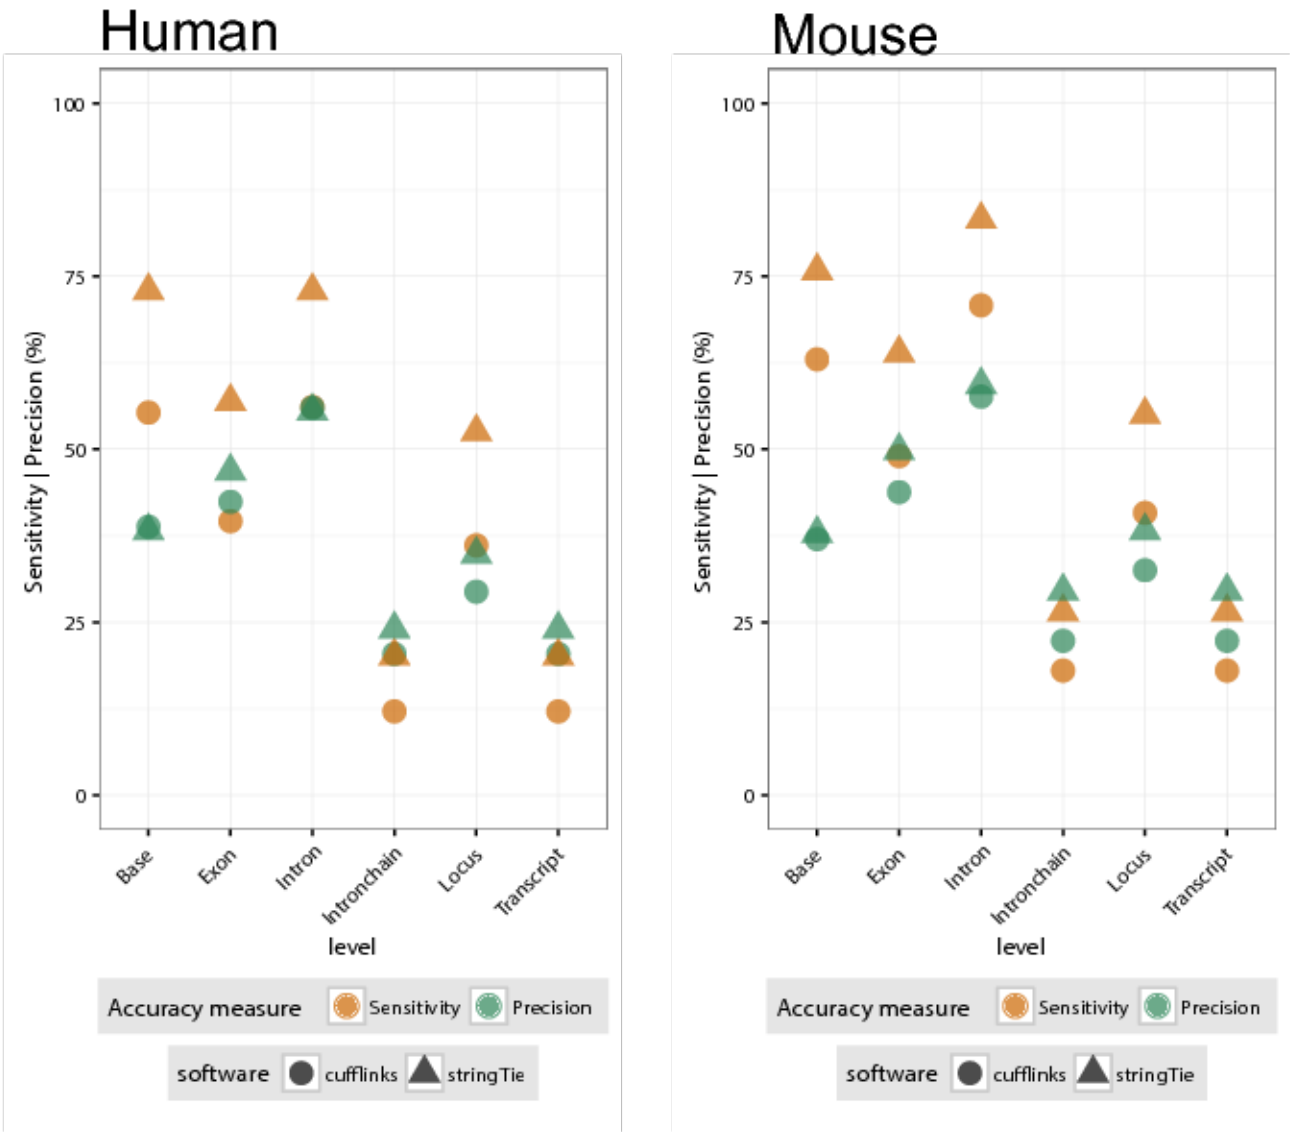 Human
100
75
50
25
0
Sensitivity | Precision (%)
Base
Exon
Intron
Intronchain
Locus
Transcript
level
Accuracy measure Sensitivity Precision
software cufflinks stringTie
Mouse
100
75
50
25
0
Sensitivity | Precision (%)
Base
Exon
Intron
Intronchain
Locus
Transcript
level
Accuracy measure Sensitivity Precision
software cufflinks stringTie